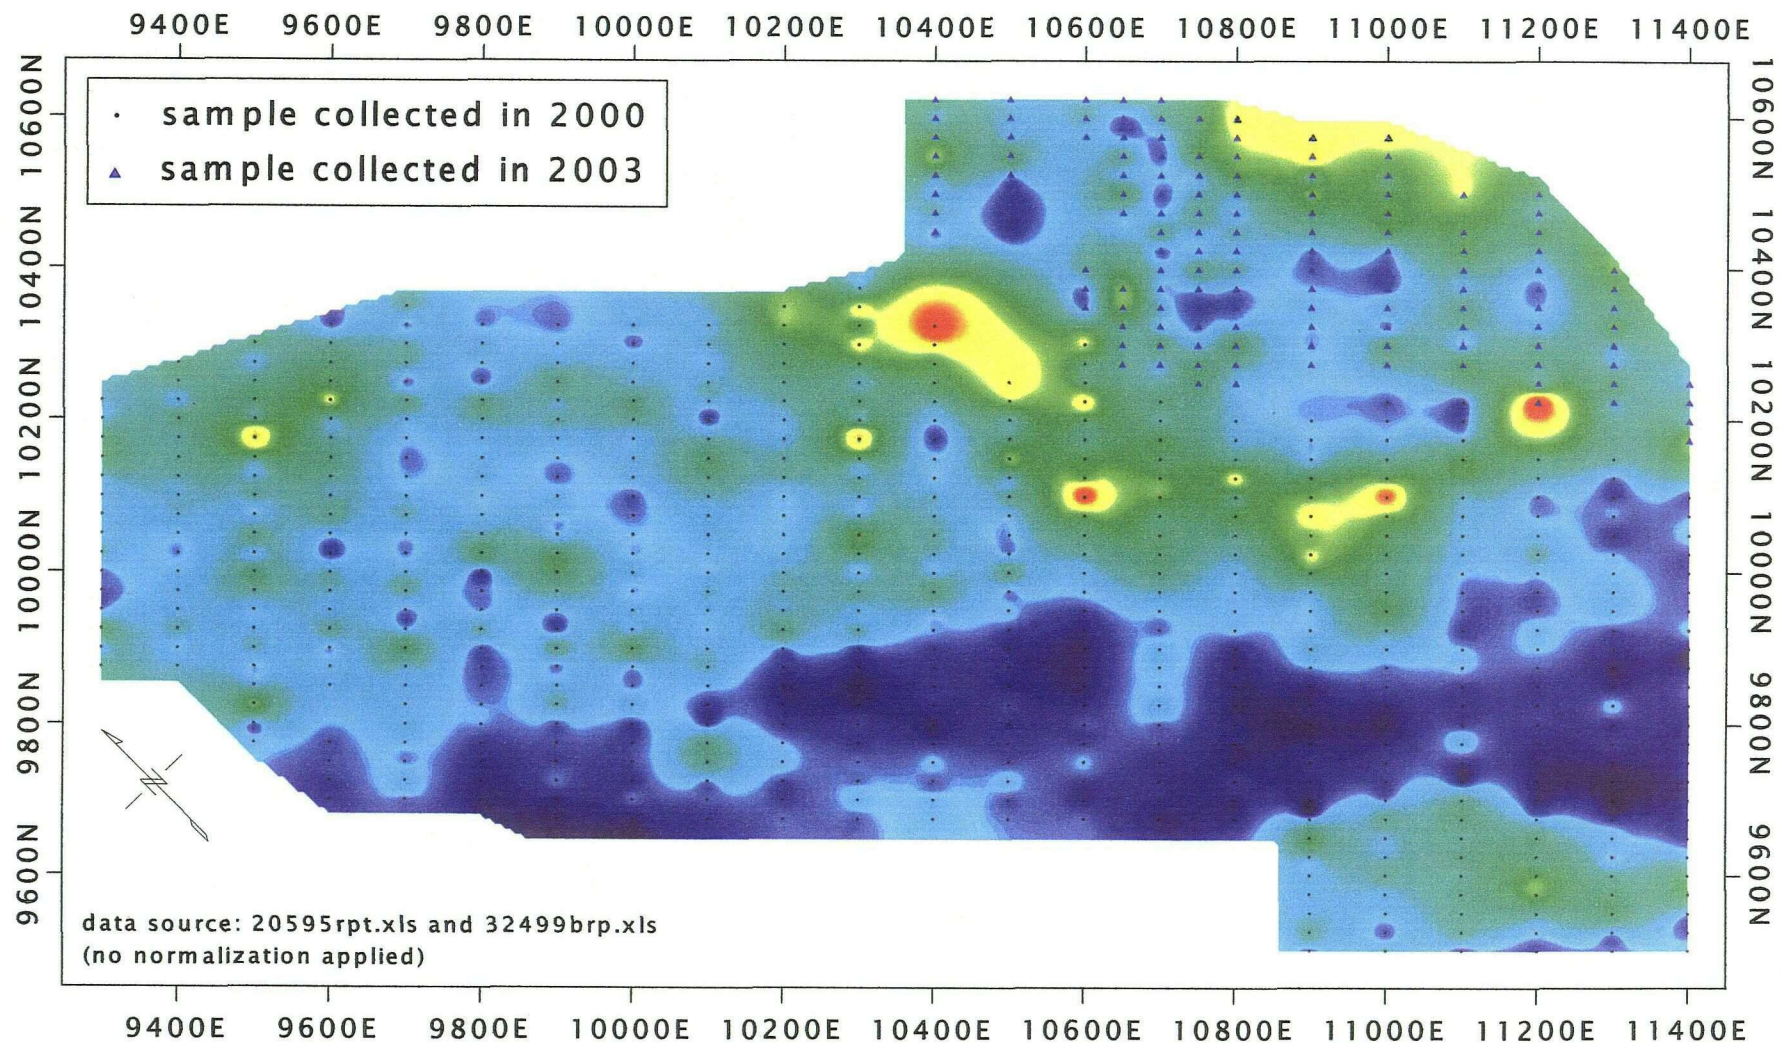 9400E 9600E 9800E 10000E 10200E 10400E 10600E 10800E 11000E 11200E 11400E
10600N
10400N
10200N
10000N
9800N
9600N
sample collected in 2000
sample collected in 2003
10600N
10400N
10200N
10000N
9800N
9600N
data source: 20595rpt.xls and 32499brp.xls
(no normalization applied)
9400E 9600E 9800E 10000E 10200E 10400E 10600E 10800E 11000E 11200E 11400E